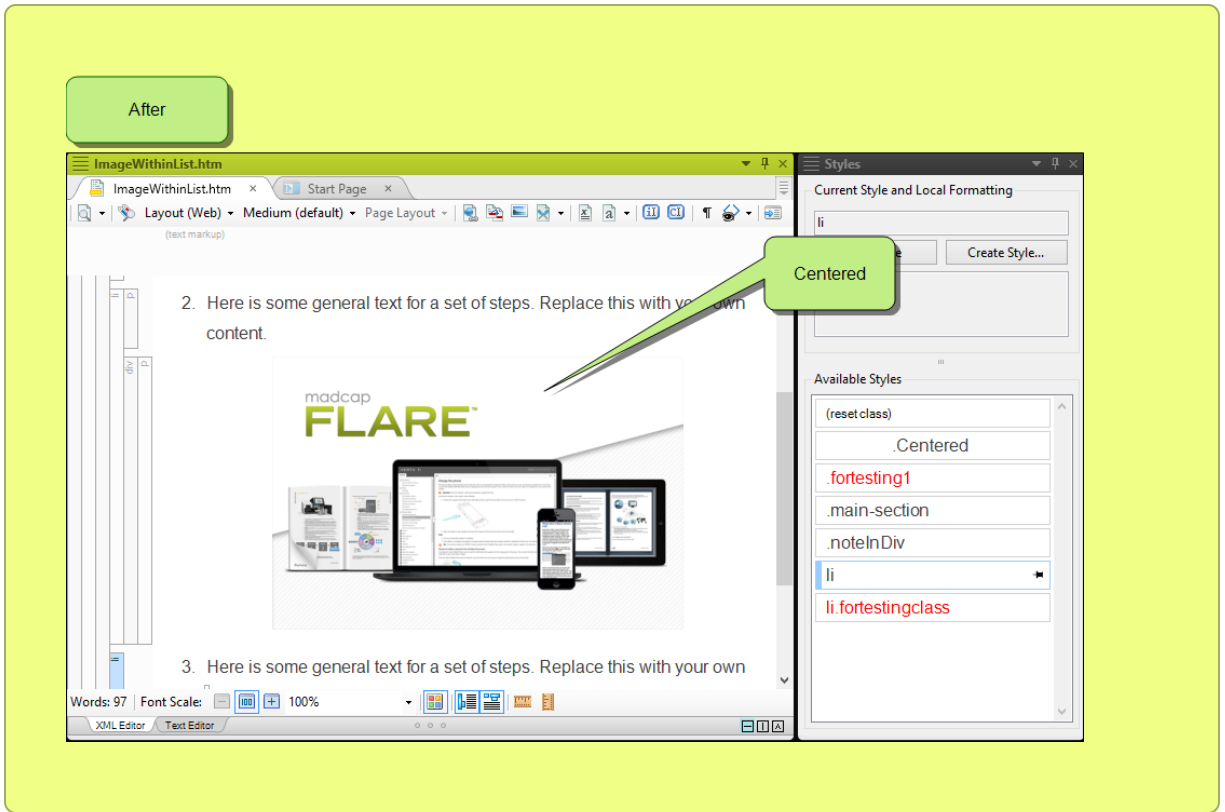 After
ImageWithinList.htm
ImageWithinList.htm
Start Page
Layout (Web)
Medium (default)
Page Layout
(text markup)
li
p
2. Here is some general text for a set of steps. Replace this with your own
content.
div
p
madcap
FLARE™
li
3. Here is some general text for a set of steps. Replace this with your own
Words: 97
Font Scale:
100%
XML Editor
Text Editor
Centered
Styles
Current Style and Local Formatting
li
Create Style...
Available Styles
(reset class)
.Centered
.fortesting1
.main-section
.noteInDiv
li
li.fortestingclass